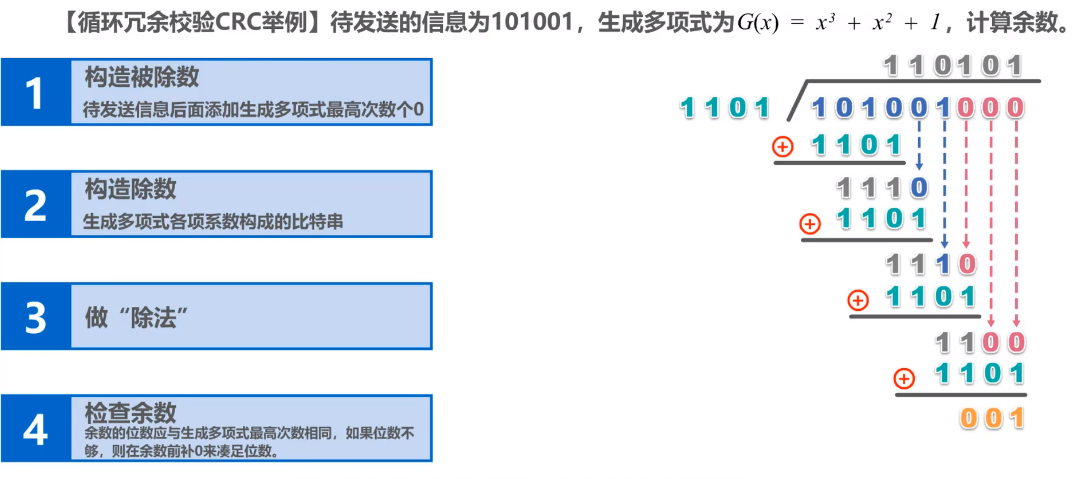 【循环冗余校验CRC举例】待发送的信息为101001，生成多项式为G(x) = x³ + x² + 1，计算余数。
1
构造被除数
待发送信息后面添加生成多项式最高次数个0
2
构造除数
生成多项式各项系数构成的比特串
3
做“除法”
4
检查余数
余数的位数应与生成多项式最高次数相同，如果位数不
够，则在余数前补0来凑足位数。
110101
1101 101001000
+ 1101
1110
+ 1101
1110
+ 1101
1100
+ 1101
001